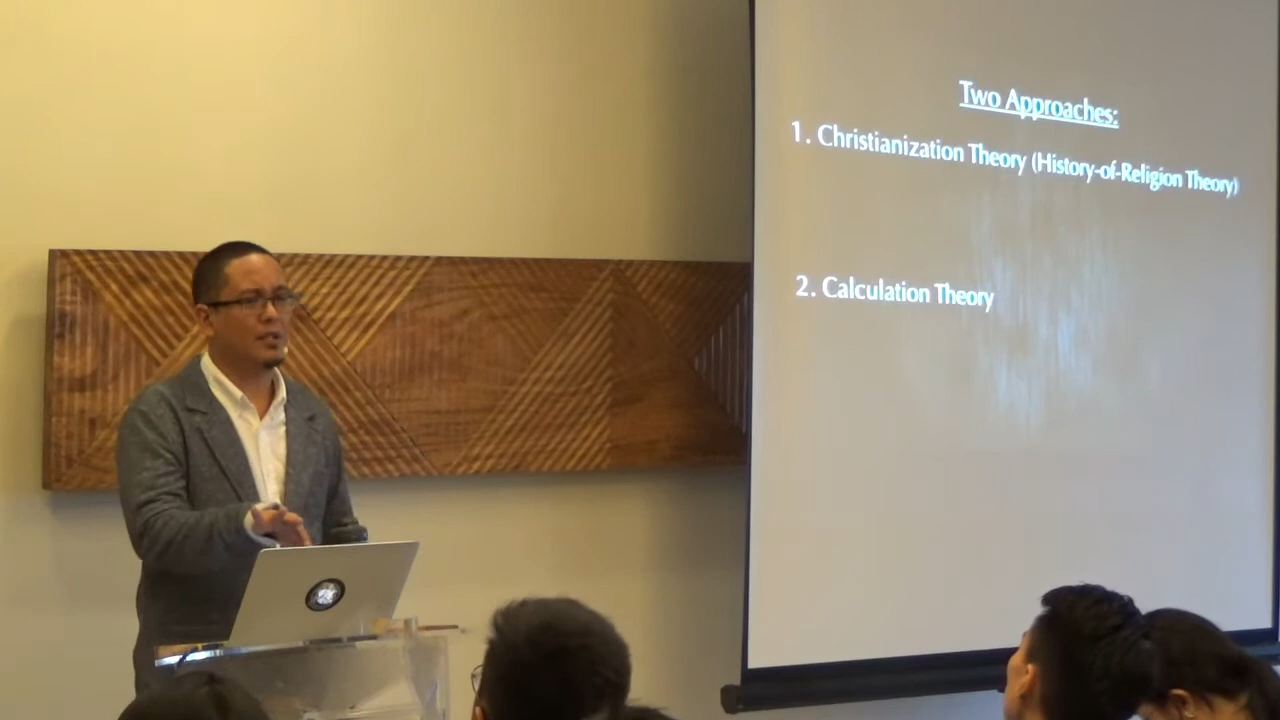 Two Approaches:
1. Christianization Theory (History-of-Religion Theory)
2. Calculation Theory